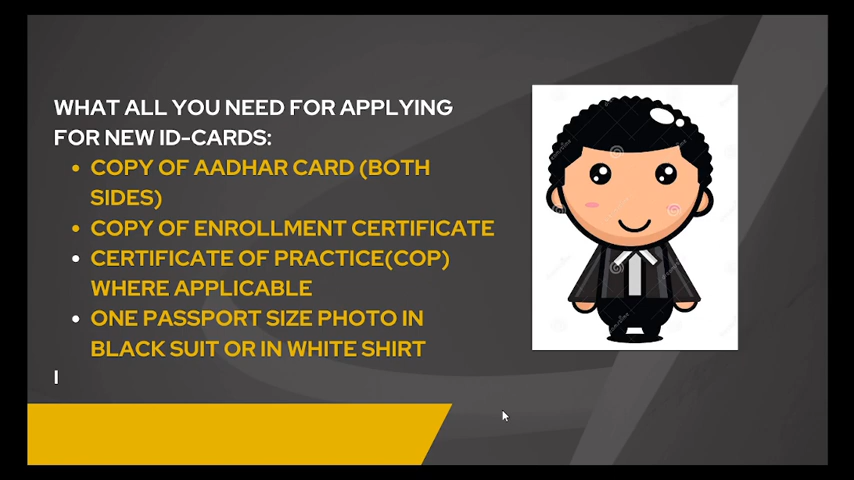 WHAT ALL YOU NEED FOR APPLYING
FOR NEW ID-CARDS:
• COPY OF AADHAR CARD (BOTH
SIDES)
• COPY OF ENROLLMENT CERTIFICATE
• CERTIFICATE OF PRACTICE(COP)
WHERE APPLICABLE
• ONE PASSPORT SIZE PHOTO IN
BLACK SUIT OR IN WHITE SHIRT